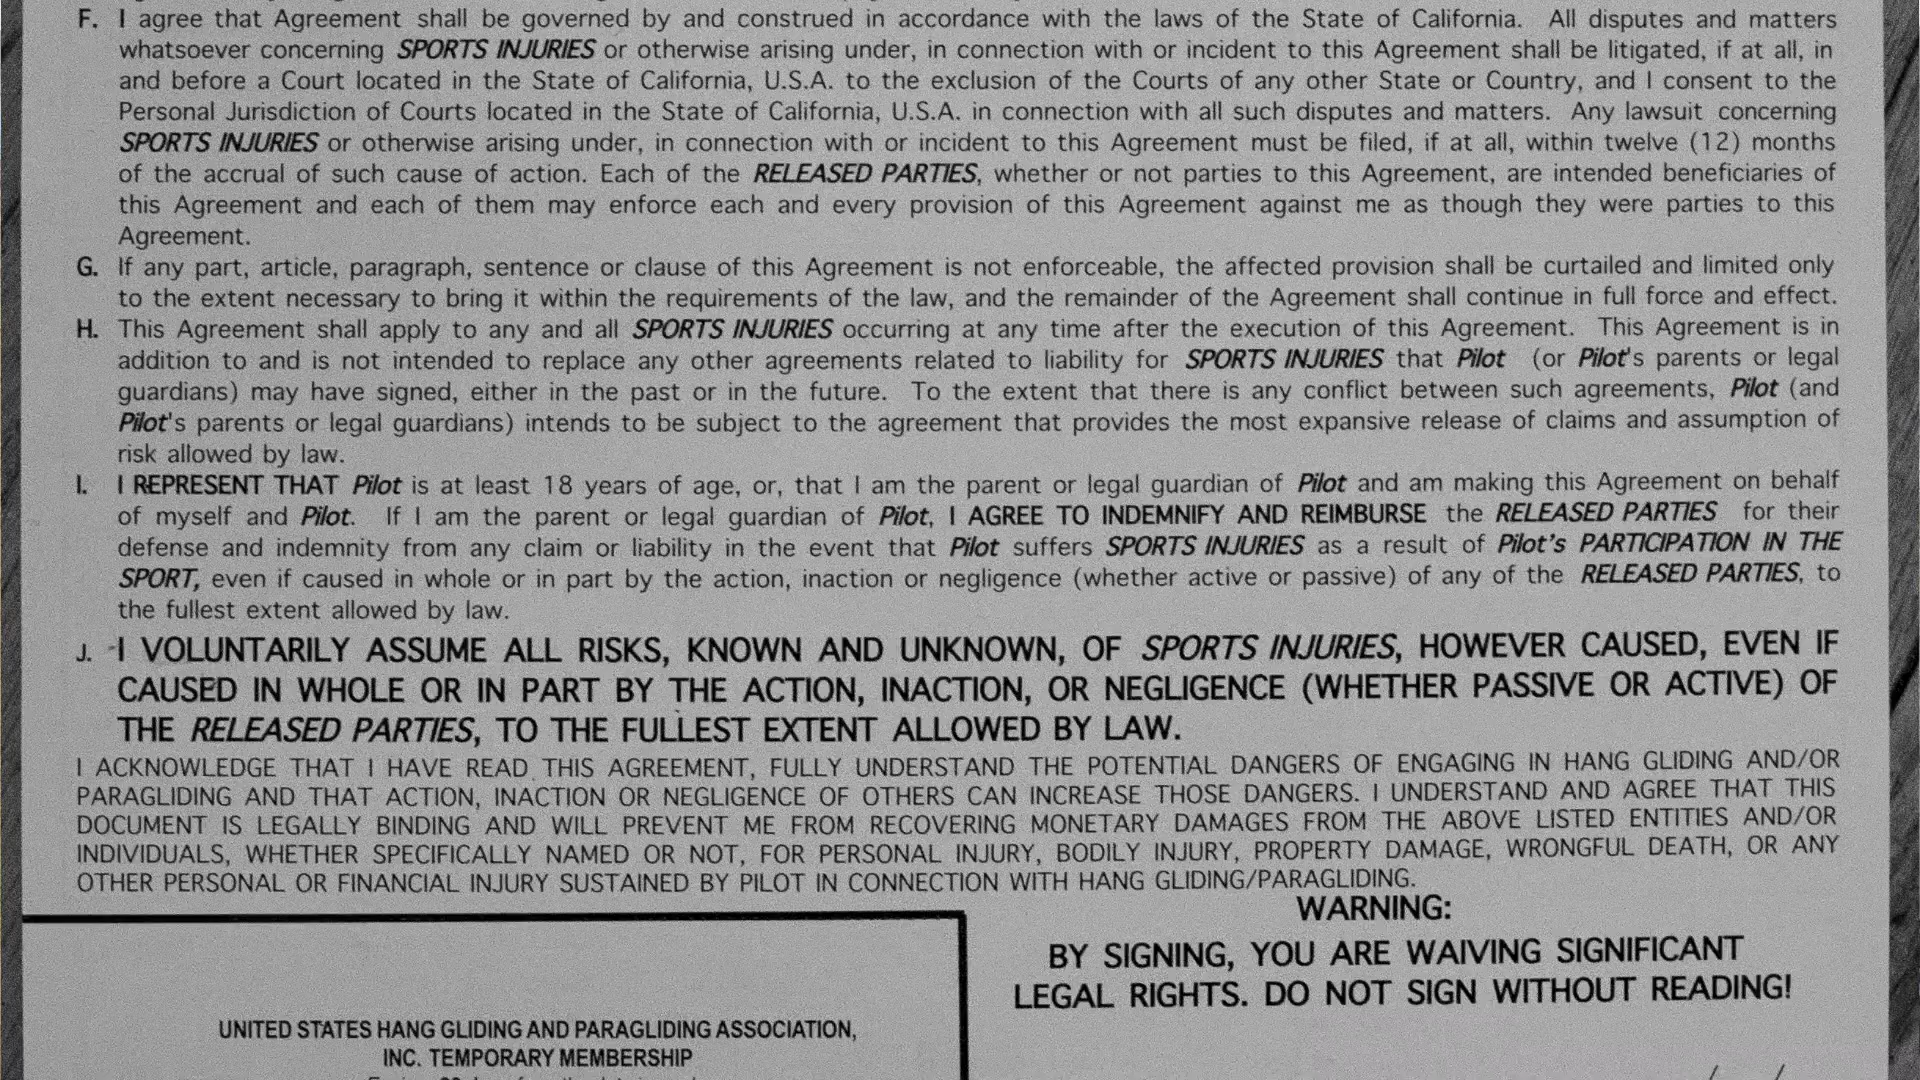 F. I agree that Agreement shall be governed by and construed in accordance with the laws of the State of California. All disputes and matters
whatsoever concerning SPORTS INJURIES or otherwise arising under, in connection with or incident to this Agreement shall be litigated, if at all, in
and before a Court located in the State of California, U.S.A. to the exclusion of the Courts of any other State or Country, and I consent to the
Personal Jurisdiction of Courts located in the State of California, U.S.A. in connection with all such disputes and matters. Any lawsuit concerning
SPORTS INJURIES or otherwise arising under, in connection with or incident to this Agreement must be filed, if at all, within twelve (12) months
of the accrual of such cause of action. Each of the RELEASED PARTIES, whether or not parties to this Agreement, are intended beneficiaries of
this Agreement and each of them may enforce each and every provision of this Agreement against me as though they were parties to this
Agreement.
G. If any part, article, paragraph, sentence or clause of this Agreement is not enforceable, the affected provision shall be curtailed and limited only
to the extent necessary to bring it within the requirements of the law, and the remainder of the Agreement shall continue in full force and effect.
H. This Agreement shall apply to any and all SPORTS INJURIES occurring at any time after the execution of this Agreement. This Agreement is in
addition to and is not intended to replace any other agreements related to liability for SPORTS INJURIES that Pilot (or Pilot's parents or legal
guardians) may have signed, either in the past or in the future. To the extent that there is any conflict between such agreements, Pilot (and
Pilot's parents or legal guardians) intends to be subject to the agreement that provides the most expansive release of claims and assumption of
risk allowed by law.
I. I REPRESENT THAT Pilot is at least 18 years of age, or, that I am the parent or legal guardian of Pilot and am making this Agreement on behalf
of myself and Pilot. If I am the parent or legal guardian of Pilot, I AGREE TO INDEMNIFY AND REIMBURSE the RELEASED PARTIES for their
defense and indemnity from any claim or liability in the event that Pilot suffers SPORTS INJURIES as a result of Pilot's PARTICIPATION IN THE
SPORT, even if caused in whole or in part by the action, inaction or negligence (whether active or passive) of any of the RELEASED PARTIES, to
the fullest extent allowed by law.
J. I VOLUNTARILY ASSUME ALL RISKS, KNOWN AND UNKNOWN, OF SPORTS INJURIES, HOWEVER CAUSED, EVEN IF
CAUSED IN WHOLE OR IN PART BY THE ACTION, INACTION, OR NEGLIGENCE (WHETHER PASSIVE OR ACTIVE) OF
THE RELEASED PARTIES, TO THE FULLEST EXTENT ALLOWED BY LAW.
I ACKNOWLEDGE THAT I HAVE READ THIS AGREEMENT, FULLY UNDERSTAND THE POTENTIAL DANGERS OF ENGAGING IN HANG GLIDING AND/OR
PARAGLIDING AND THAT ACTION, INACTION OR NEGLIGENCE OF OTHERS CAN INCREASE THOSE DANGERS. I UNDERSTAND AND AGREE THAT THIS
DOCUMENT IS LEGALLY BINDING AND WILL PREVENT ME FROM RECOVERING MONETARY DAMAGES FROM THE ABOVE LISTED ENTITIES AND/OR
INDIVIDUALS, WHETHER SPECIFICALLY NAMED OR NOT, FOR PERSONAL INJURY, BODILY INJURY, PROPERTY DAMAGE, WRONGFUL DEATH, OR ANY
OTHER PERSONAL OR FINANCIAL INJURY SUSTAINED BY PILOT IN CONNECTION WITH HANG GLIDING/PARAGLIDING.
WARNING:
BY SIGNING, YOU ARE WAIVING SIGNIFICANT
LEGAL RIGHTS. DO NOT SIGN WITHOUT READING!
UNITED STATES HANG GLIDING AND PARAGLIDING ASSOCIATION,
INC. TEMPORARY MEMBERSHIP